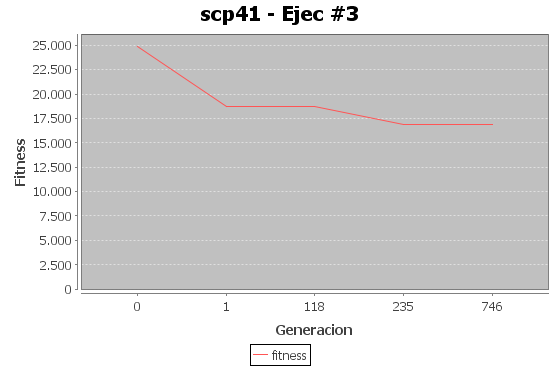 scp41 - Ejec #3
25.000
22.500
20.000
17.500
15.000
12.500
10.000
7.500
5.000
2.500
0
Fitness
0 1 118 235 746
Generacion
fitness